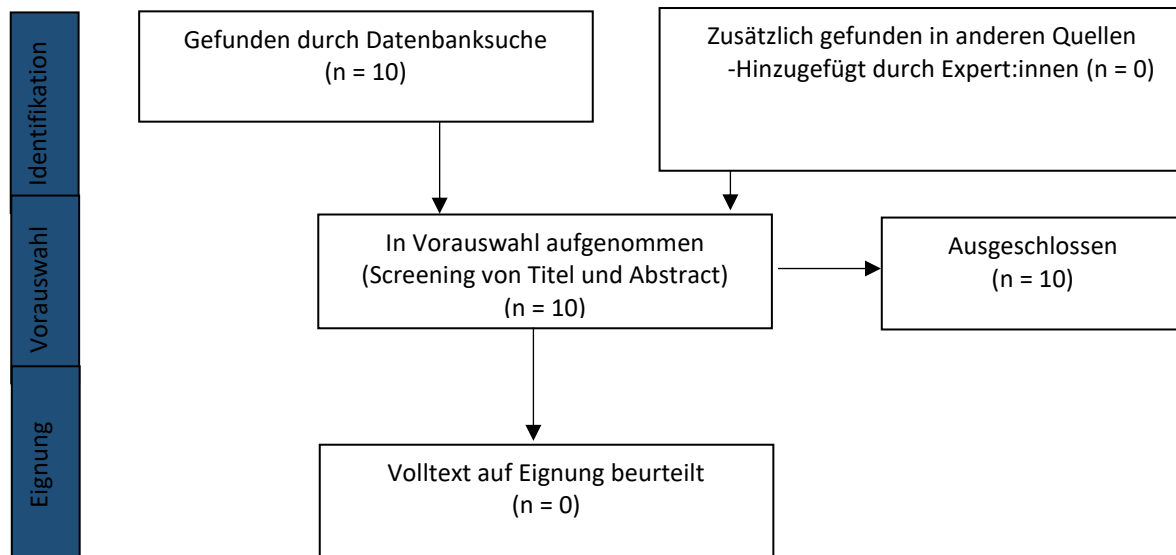 Identifikation
Gefunden durch Datenbanksuche
(n = 10)
Zusätzlich gefunden in anderen Quellen
-Hinzugefügt durch Expert:innen (n = 0)
Vorauswahl
In Vorauswahl aufgenommen
(Screening von Titel und Abstract)
(n = 10)
Ausgeschlossen
(n = 10)
Eignung
Volltext auf Eignung beurteilt
(n = 0)